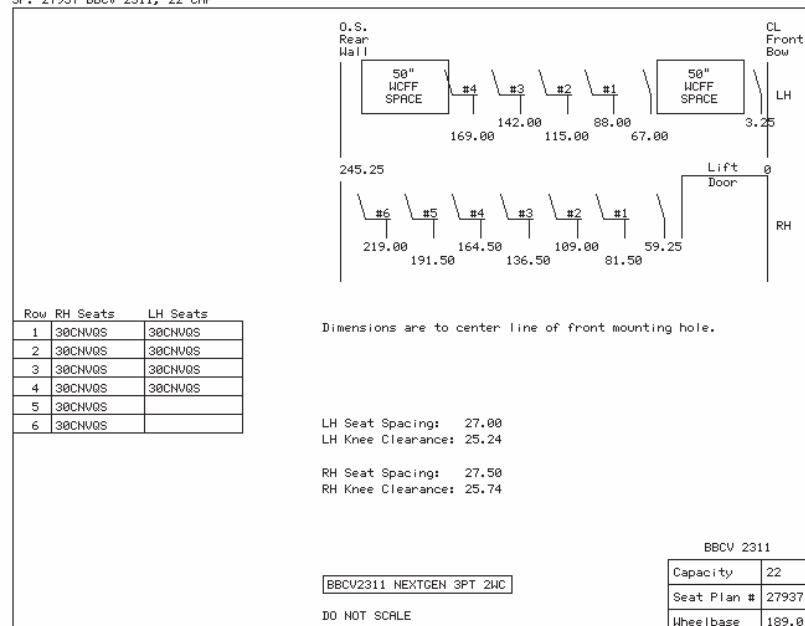 SP: 27937 BBCV 2311, 22 CAP
O.S.
Rear
Wall
CL
Front
Bow
50"
WCFF
SPACE
#4 #3 #2 #1
50"
WCFF
SPACE
LH
142.00 88.00 3.25
169.00 115.00 67.00
245.25 Lift 0
Door
#6 #5 #4 #3 #2 #1
RH
219.00 164.50 109.00 59.25
191.50 136.50 81.50
Row RH Seats LH Seats
1 30CNVQS 30CNVQS
2 30CNVQS 30CNVQS
3 30CNVQS 30CNVQS
4 30CNVQS 30CNVQS
5 30CNVQS
6 30CNVQS
Dimensions are to center line of front mounting hole.
LH Seat Spacing: 27.00
LH Knee Clearance: 25.24
RH Seat Spacing: 27.50
RH Knee Clearance: 25.74
BBCV2311 NEXTGEN 3PT 2WC
DO NOT SCALE
BBCV 2311
Capacity 22
Seat Plan # 27937
Wheelbase 189.0